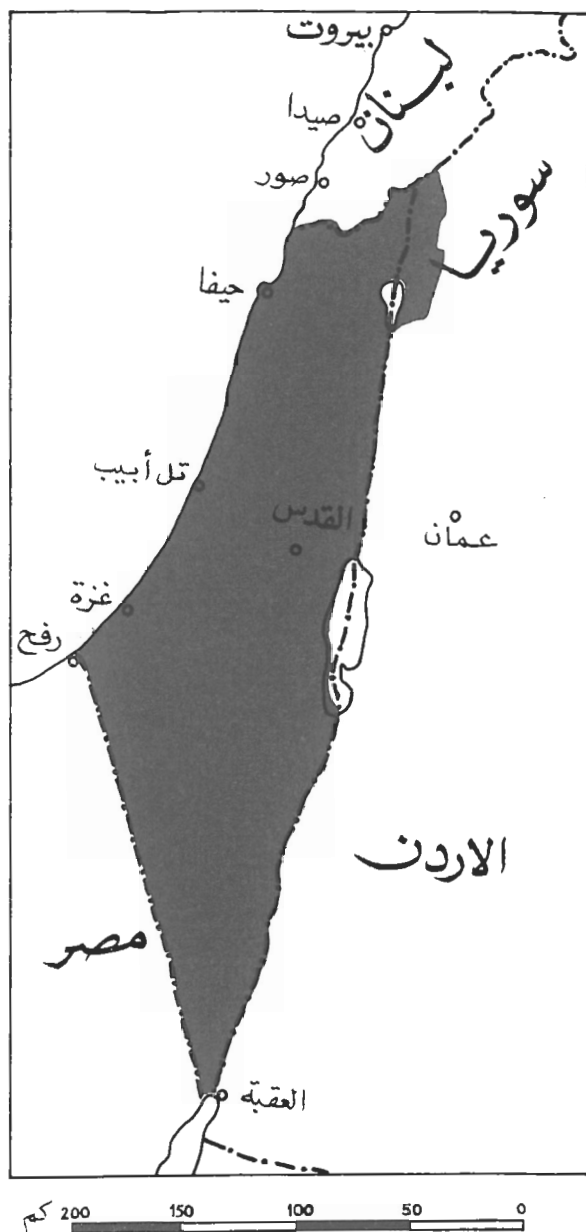 بيروت
لبنان
صيدا
صور
سوريا
حيفا
تل أبيب
القدس
عمان
غزة
رفح
الاردن
مصر
العقبة
كم 200 150 100 50 0